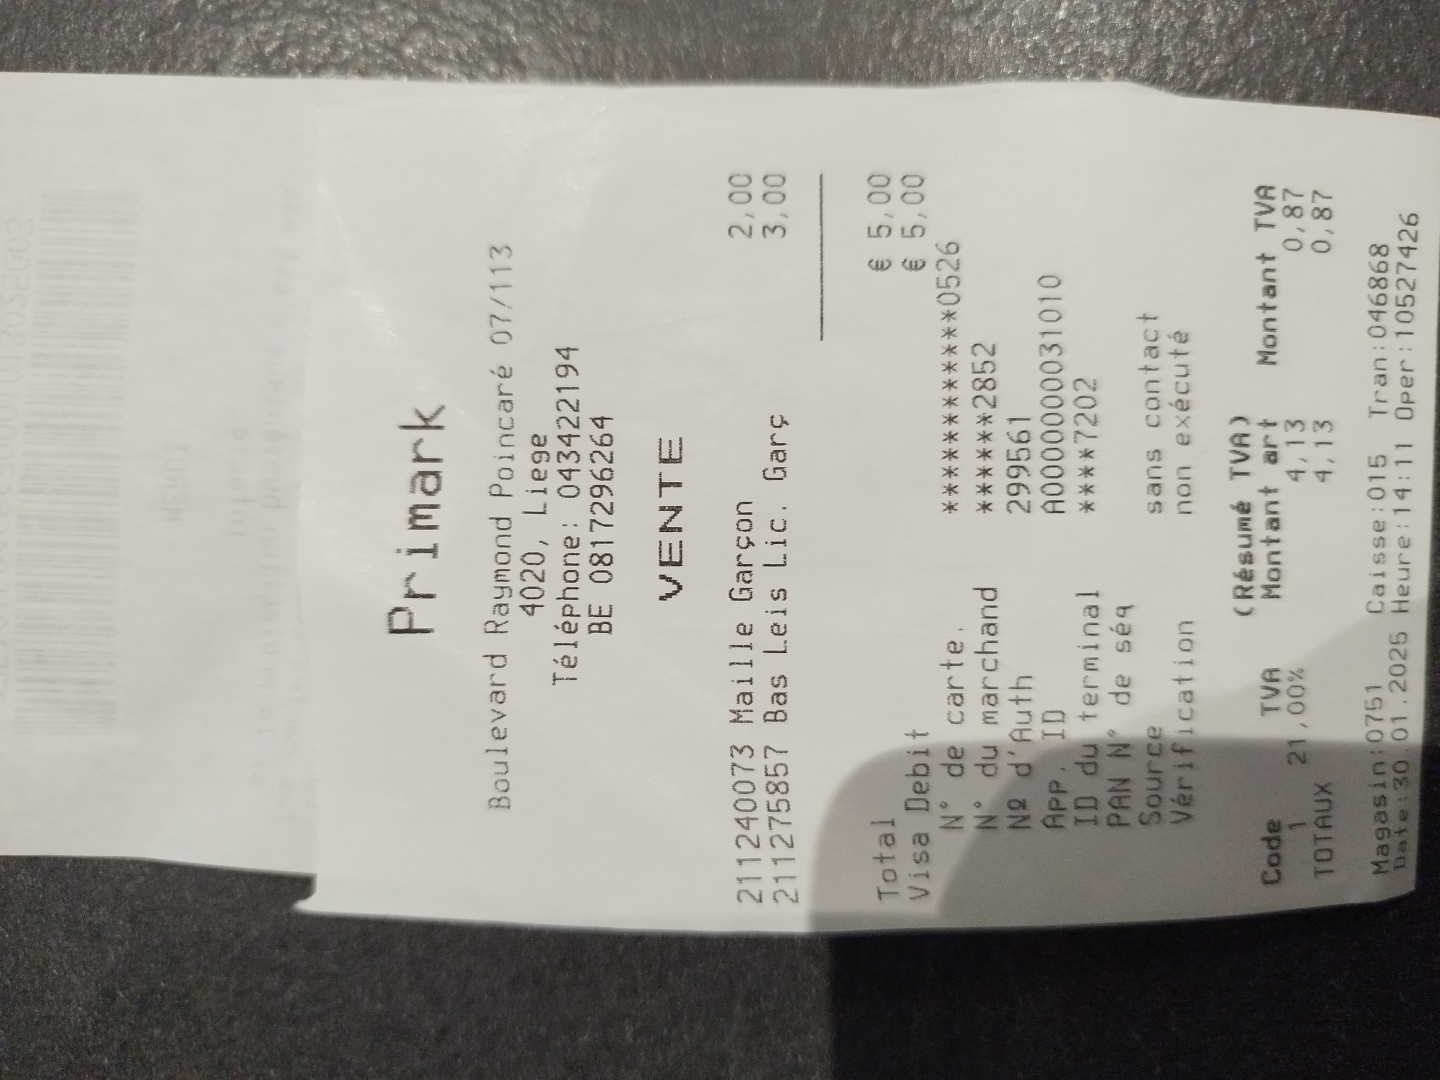 Primark
Boulevard Raymond Poincaré 07/113
4020, Liege
Téléphone: 043422194
BE 0817296264
VENTE
211240073 Maille Garçon 2,00
211275857 Bas Leis Lic. Garç 3,00
Total € 5,00
Visa Debit € 5,00
N° de carte. ************0526
N° du marchand ******2852
Nº d'Auth 299561
App. ID A0000000031010
ID du terminal ****7202
PAN N° de séq
Source sans contact
Vérification non exécuté
(Résumé TVA)
Code TVA Montant art Montant TVA
1 21,00% 4,13 0,87
TOTAUX 4,13 0,87
Magasin:0751 Caisse:015 Tran:046868
Date:30.01.2025 Heure:14:11 Oper:10527426